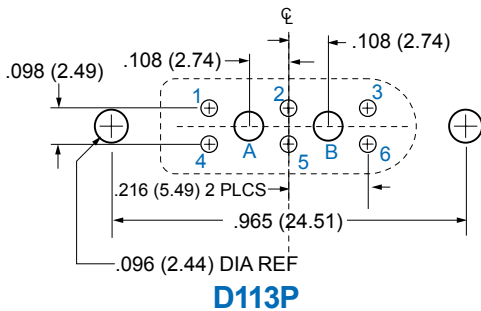 ℄
.108 (2.74)
.108 (2.74)
.098 (2.49)
1 2 3
A B
4 5 6
.216 (5.49) 2 PLCS
.965 (24.51)
.096 (2.44) DIA REF
D113P